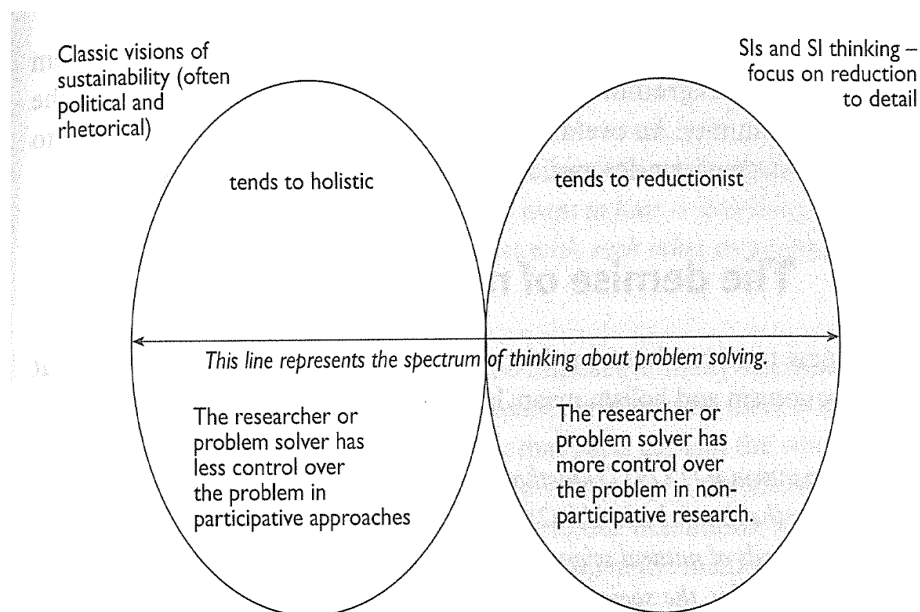 Classic visions of
sustainability (often
political and
rhetorical)
SIs and SI thinking –
focus on reduction
to detail
tends to holistic
tends to reductionist
This line represents the spectrum of thinking about problem solving.
The researcher or
problem solver has
less control over
the problem in
participative approaches
The researcher or
problem solver has
more control over
the problem in non-
participative research.
The demise of